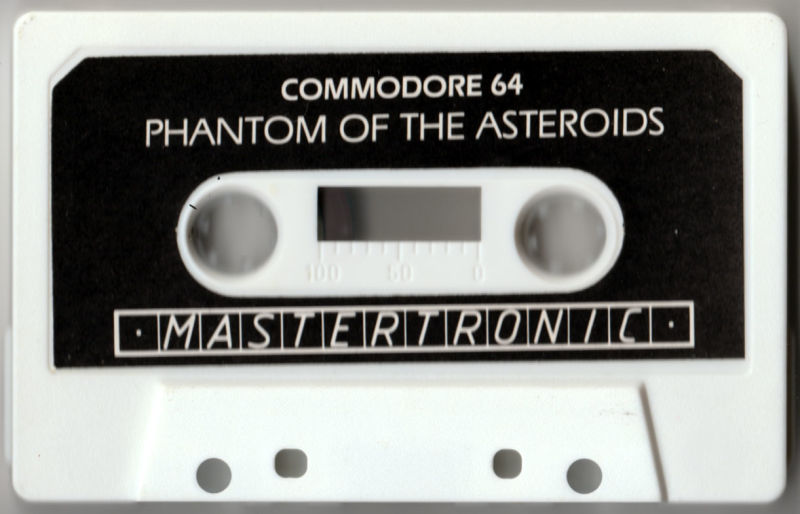 COMMODORE 64
PHANTOM OF THE ASTEROIDS
100 50 0
· MASTERTRONIC ·